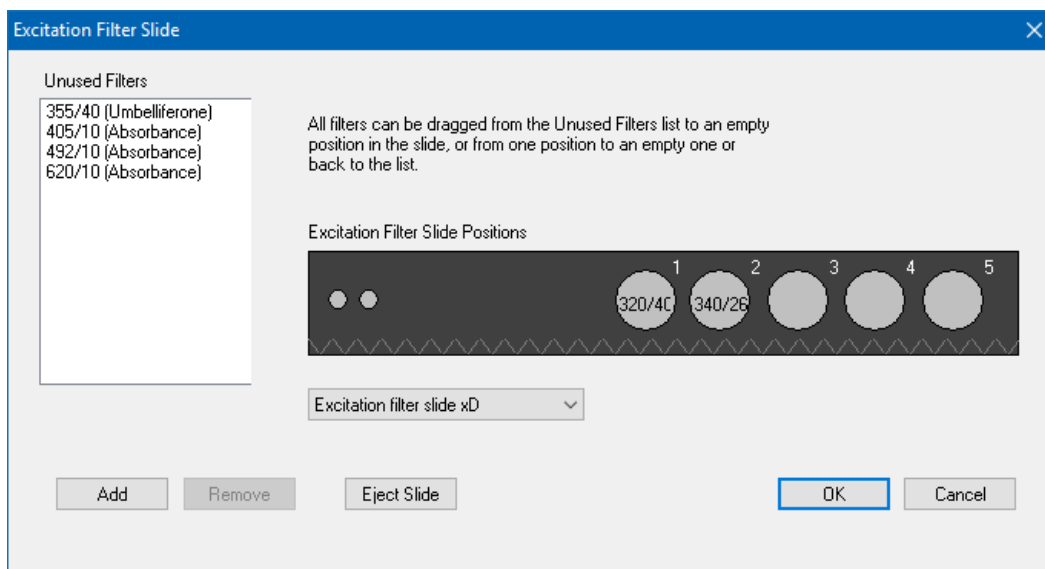 Excitation Filter Slide
Unused Filters
355/40 (Umbelliferone)
405/10 (Absorbance)
492/10 (Absorbance)
620/10 (Absorbance)
All filters can be dragged from the Unused Filters list to an empty
position in the slide, or from one position to an empty one or
back to the list.
Excitation Filter Slide Positions
1 2 3 4 5
320/40 340/26
Excitation filter slide xD
Add Remove Eject Slide OK Cancel